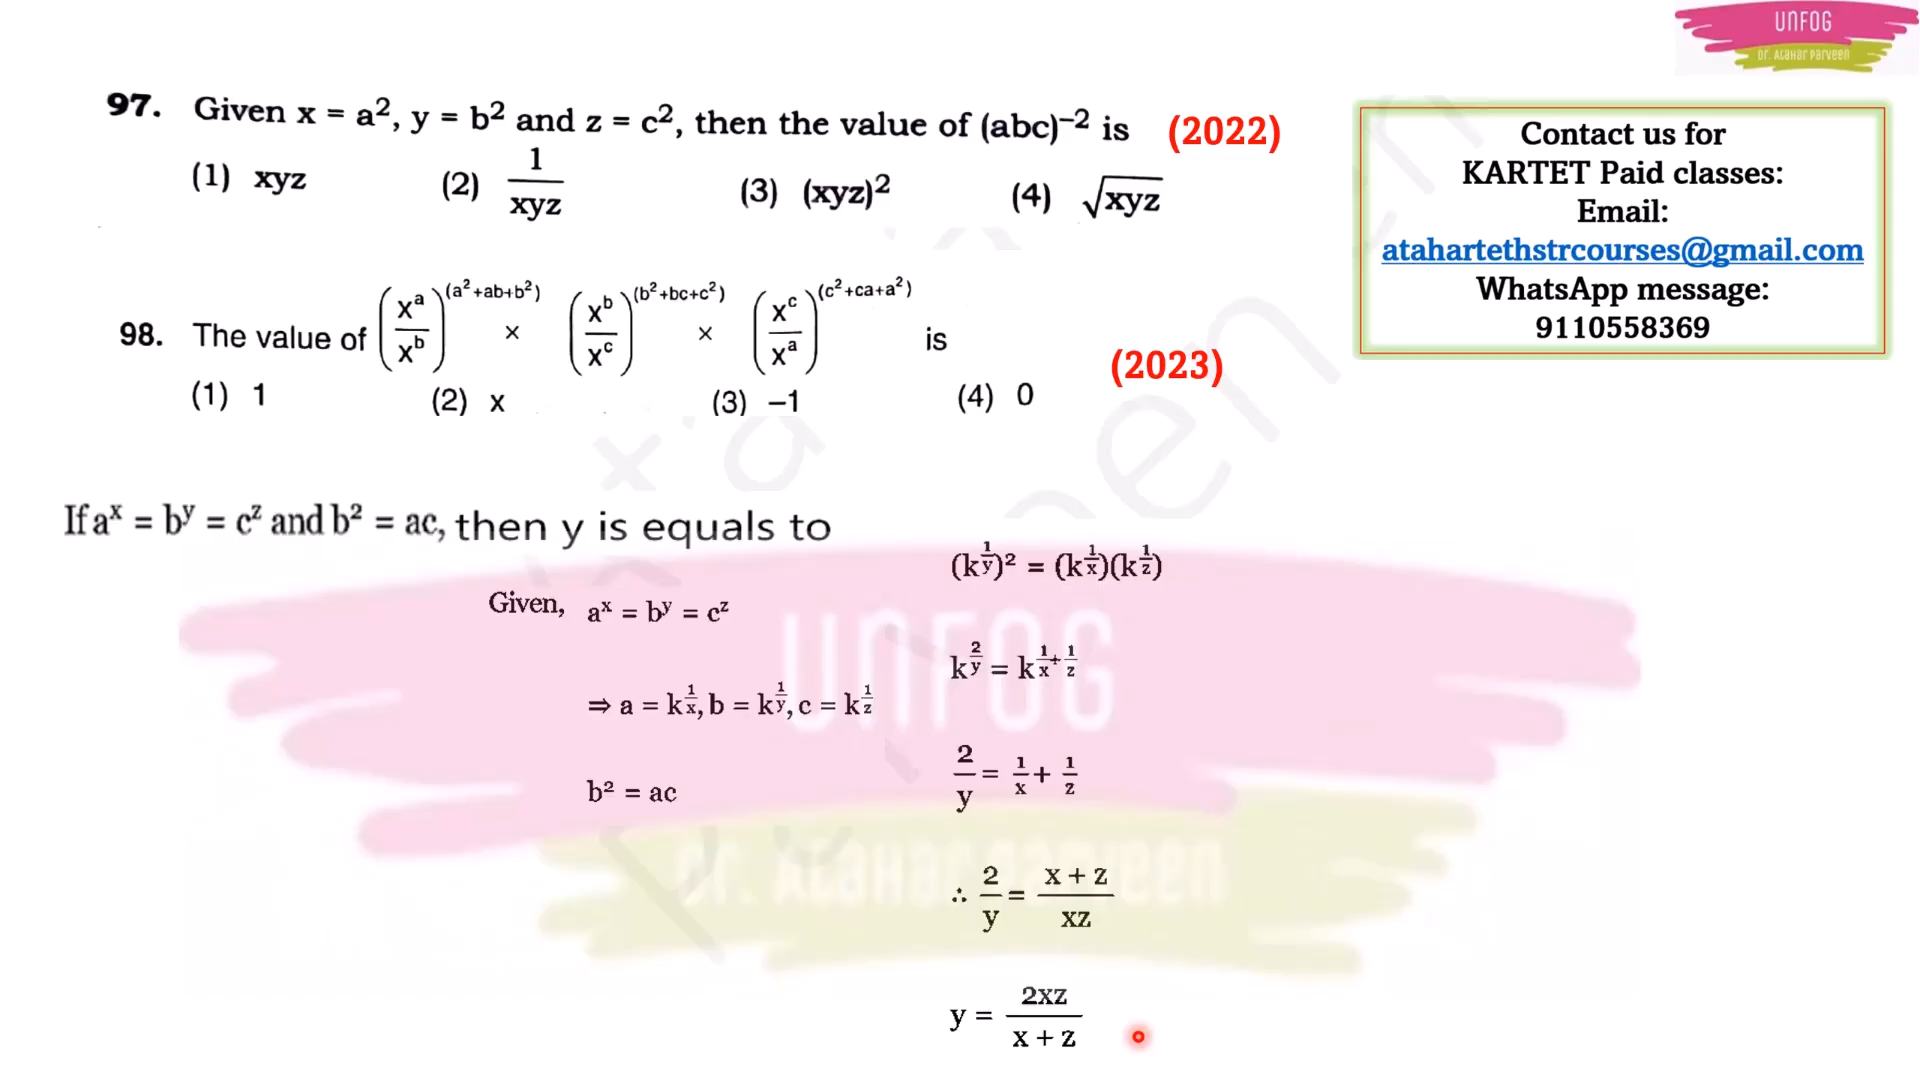 UNFOG
Dr. Atahar Parveen
97. Given x = a², y = b² and z = c², then the value of (abc)⁻² is (2022)
(1) xyz (2) 1/xyz (3) (xyz)² (4) √xyz
98. The value of (xᵃ/xᵇ)^(a²+ab+b²) × (xᵇ/xᶜ)^(b²+bc+c²) × (xᶜ/xᵃ)^(c²+ca+a²) is (2023)
(1) 1 (2) x (3) –1 (4) 0
Contact us for
KARTET Paid classes:
Email:
atahartethstrcourses@gmail.com
WhatsApp message:
9110558369
If aˣ = bʸ = cᶻ and b² = ac, then y is equals to
Given, aˣ = bʸ = cᶻ
⇒ a = k^(1/x), b = k^(1/y), c = k^(1/z)
b² = ac
(k^(1/y))² = (k^(1/x))(k^(1/z))
k^(2/y) = k^(1/x + 1/z)
2/y = 1/x + 1/z
∴ 2/y = (x + z)/xz
y = 2xz/(x + z)
UNFOG
Dr. Atahar Parveen